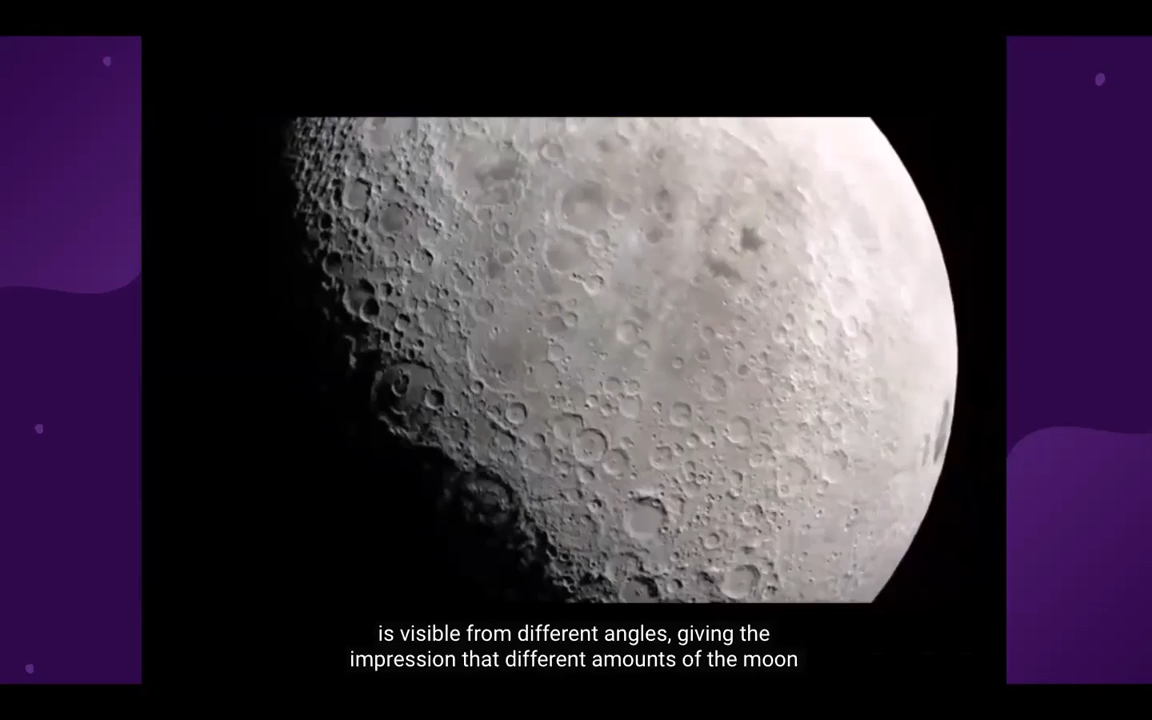 is visible from different angles, giving the
impression that different amounts of the moon